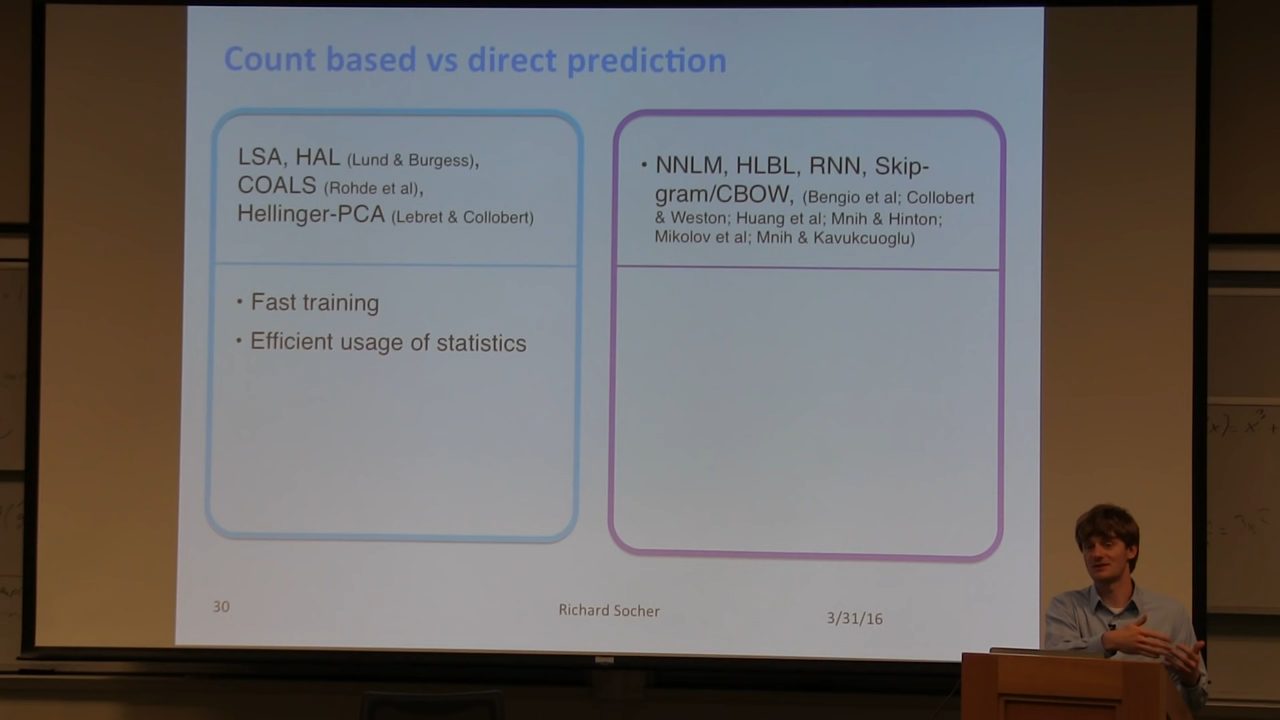 Count based vs direct prediction
LSA, HAL (Lund & Burgess),
COALS (Rohde et al),
Hellinger-PCA (Lebret & Collobert)
• Fast training
• Efficient usage of statistics
• NNLM, HLBL, RNN, Skip-
gram/CBOW, (Bengio et al; Collobert
& Weston; Huang et al; Mnih & Hinton;
Mikolov et al; Mnih & Kavukcuoglu)
30
Richard Socher
3/31/16